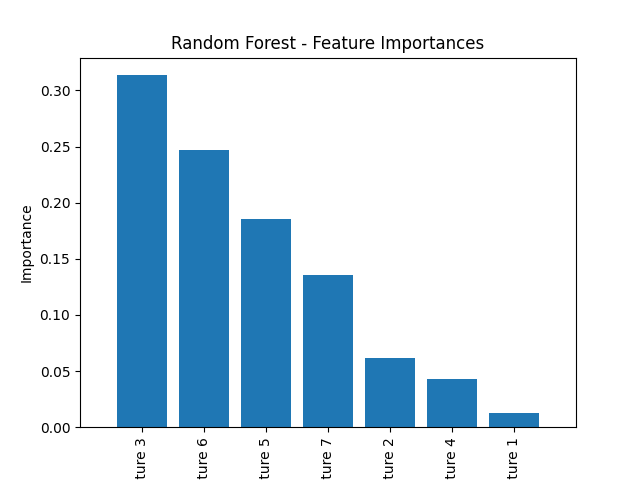 Random Forest - Feature Importances
Importance
0.30
0.25
0.20
0.15
0.10
0.05
0.00
ture 3
ture 6
ture 5
ture 7
ture 2
ture 4
ture 1